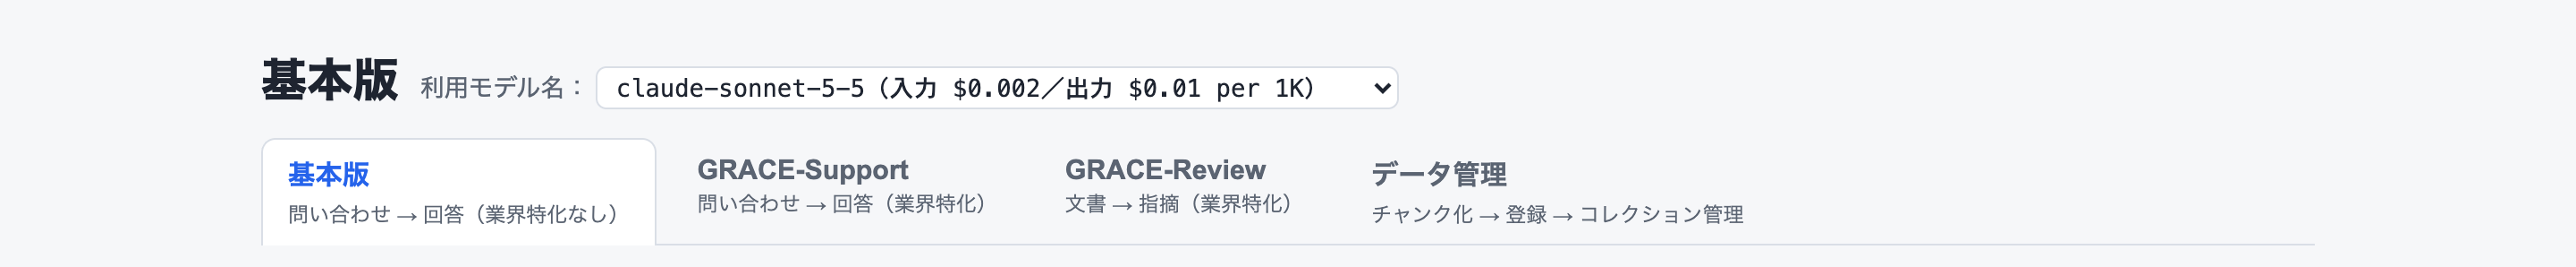 基本版 利用モデル名： claude-sonnet-5-5（入力 $0.002／出力 $0.01 per 1K）
基本版
問い合わせ → 回答（業界特化なし）
GRACE-Support
問い合わせ → 回答（業界特化）
GRACE-Review
文書 → 指摘（業界特化）
データ管理
チャンク化 → 登録 → コレクション管理